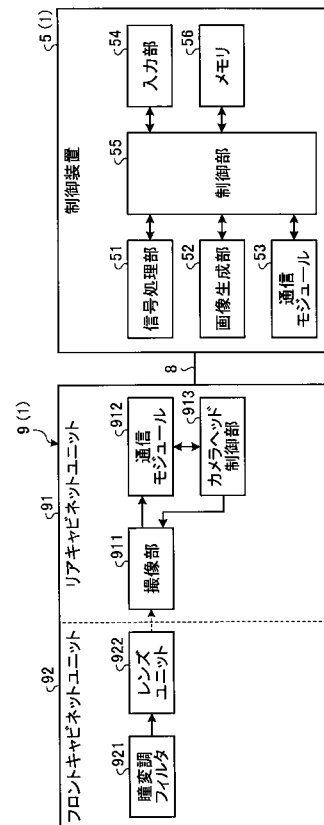 9 (1)
92
フロントキャビネットユニット
921
瞳変調
フィルタ
922
レンズ
ユニット
91
リアキャビネットユニット
911
撮像部
912
通信
モジュール
913
カメラヘッド
制御部
8
5 (1)
制御装置
51
信号処理部
52
画像生成部
53
通信
モジュール
55
制御部
54
入力部
56
メモリ